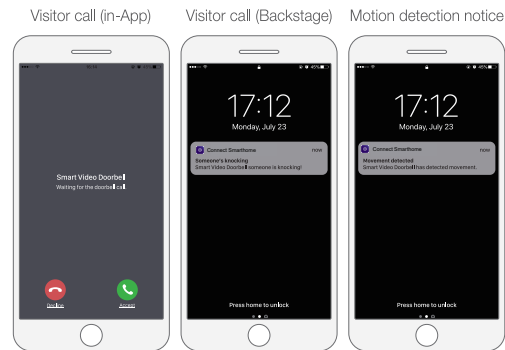 Visitor call (in-App)
Visitor call (Backstage)
Motion detection notice
Smart Video Doorbell
Waiting for the doorbell call
Decline
Accept
45%
17:12
Monday, July 23
Connect Smarthome
now
Someone's knocking
Smart Video Doorbell someone is knocking!
Press home to unlock
45%
17:12
Monday, July 23
Connect Smarthome
now
Movement detected
Smart Video Doorbell has detected movement.
Press home to unlock